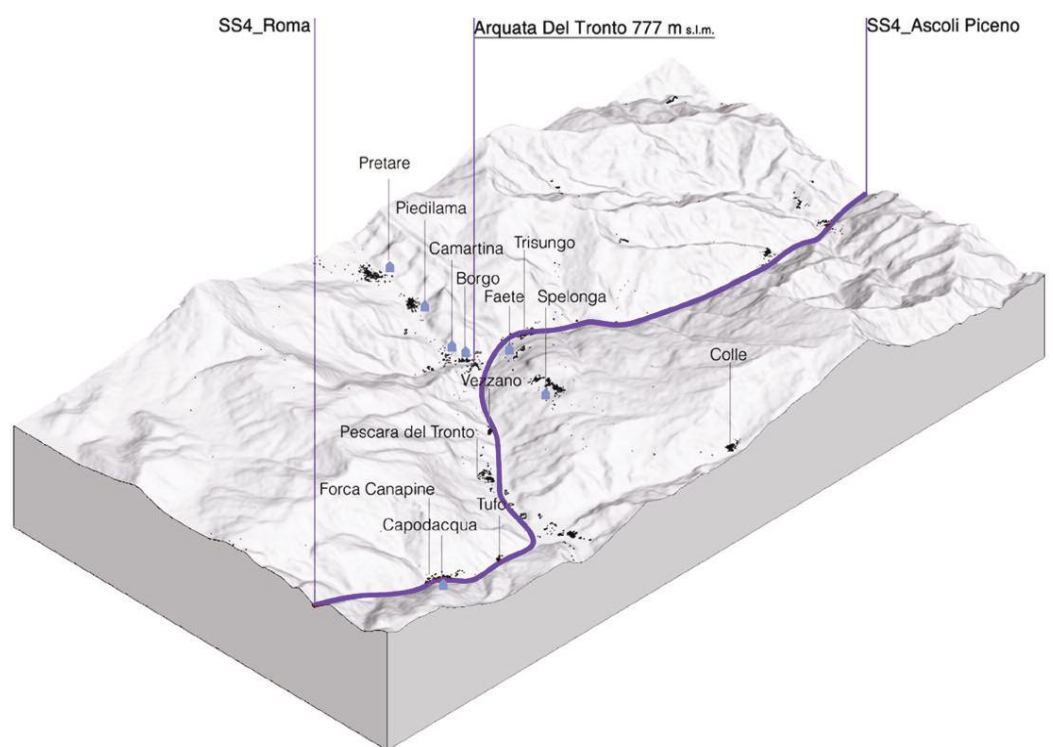 SS4_Roma
Arquata Del Tronto 777 m s.l.m.
SS4_Ascoli Piceno
Pretare
Piedilama
Camartina
Trisungo
Borgo
Faete
Spelonga
Colle
Vezzano
Pescara del Tronto
Forca Canapine
Tufo
Capodacqua